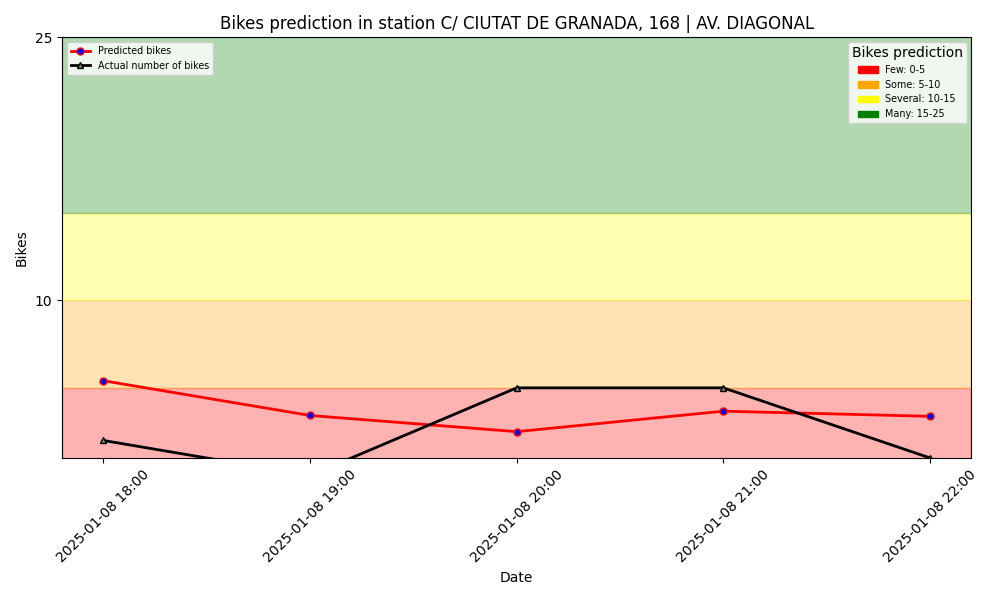 Bikes prediction in station C/ CIUTAT DE GRANADA, 168 | AV. DIAGONAL
25
Predicted bikes
Actual number of bikes
Bikes prediction
Few: 0-5
Some: 5-10
Several: 10-15
Many: 15-25
Bikes
10
2025-01-08 18:00
2025-01-08 19:00
2025-01-08 20:00
2025-01-08 21:00
2025-01-08 22:00
Date